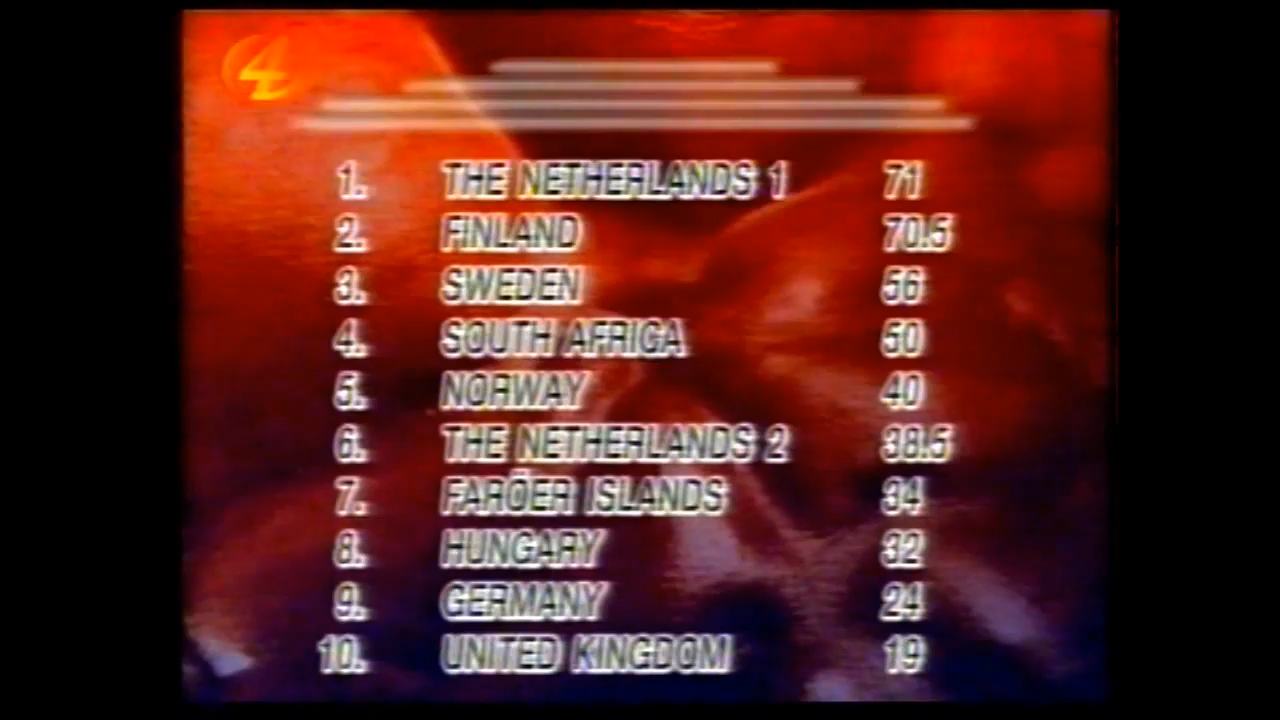 4
1. THE NETHERLANDS 1 71
2. FINLAND 70.5
3. SWEDEN 56
4. SOUTH AFRICA 50
5. NORWAY 40
6. THE NETHERLANDS 2 38.5
7. FARÖER ISLANDS 34
8. HUNGARY 32
9. GERMANY 24
10. UNITED KINGDOM 19